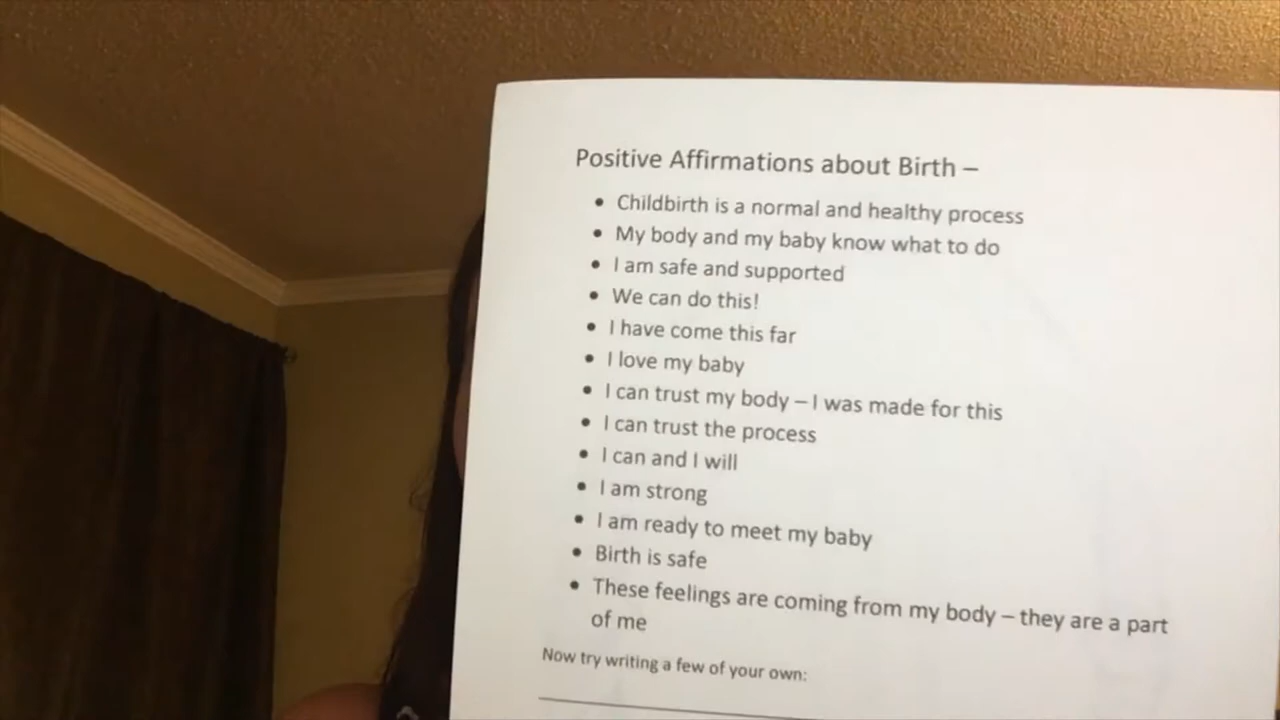 Positive Affirmations about Birth –
• Childbirth is a normal and healthy process
• My body and my baby know what to do
• I am safe and supported
• We can do this!
• I have come this far
• I love my baby
• I can trust my body – I was made for this
• I can trust the process
• I can and I will
• I am strong
• I am ready to meet my baby
• Birth is safe
• These feelings are coming from my body – they are a part
of me
Now try writing a few of your own: